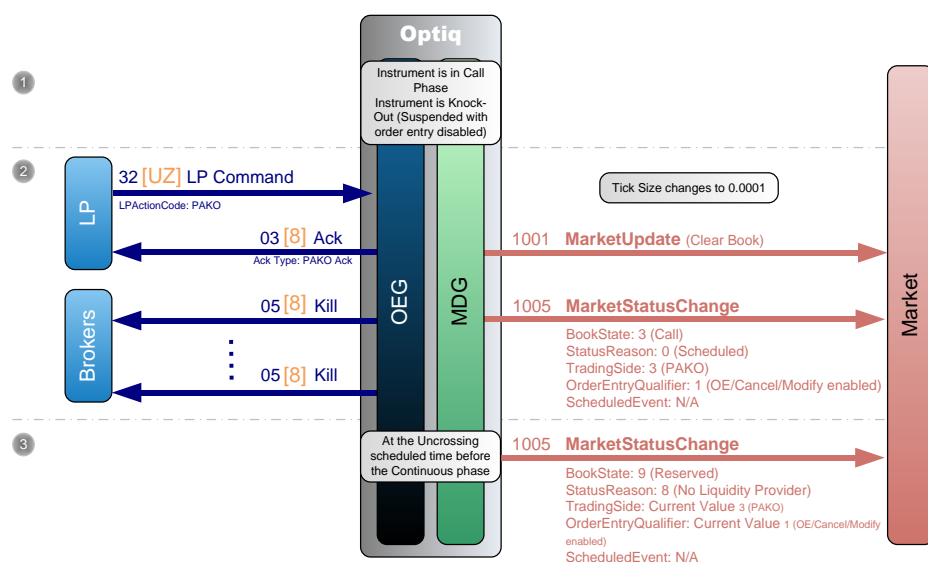 Optiq
1
Instrument is in Call
Phase
Instrument is Knock-
Out (Suspended with
order entry disabled)
2
LP
32 [UZ] LP Command
LPActionCode: PAKO
Tick Size changes to 0.0001
03 [8] Ack
Ack Type: PAKO Ack
1001 MarketUpdate (Clear Book)
OEG
MDG
Market
Brokers
05 [8] Kill
05 [8] Kill
1005 MarketStatusChange
BookState: 3 (Call)
StatusReason: 0 (Scheduled)
TradingSide: 3 (PAKO)
OrderEntryQualifier: 1 (OE/Cancel/Modify enabled)
ScheduledEvent: N/A
3
At the Uncrossing
scheduled time before
the Continuous phase
1005 MarketStatusChange
BookState: 9 (Reserved)
StatusReason: 8 (No Liquidity Provider)
TradingSide: Current Value 3 (PAKO)
OrderEntryQualifier: Current Value 1 (OE/Cancel/Modify
enabled)
ScheduledEvent: N/A